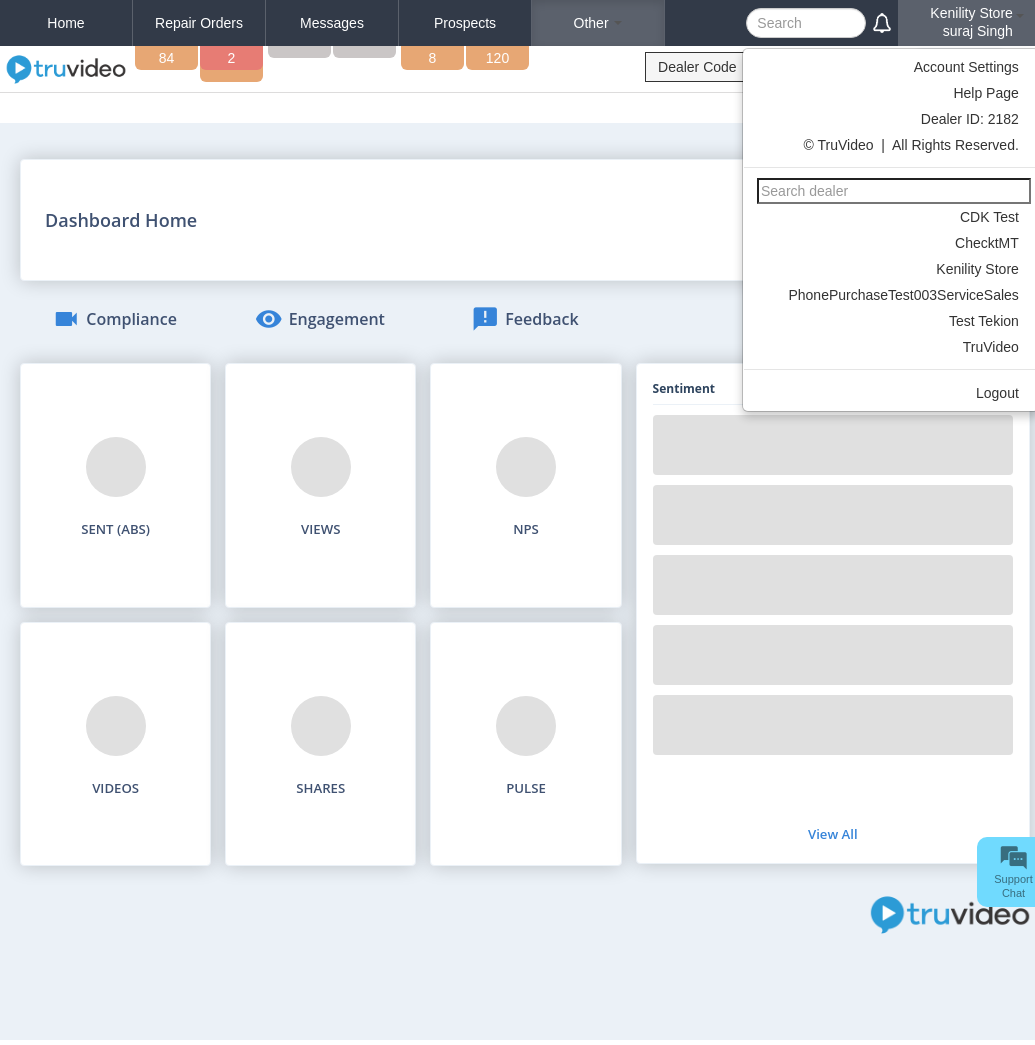 Home
Repair Orders
Messages
Prospects
Other
Search
Kenility Store
suraj Singh
truvideo
84
2
8
120
Dealer Code
Account Settings
Help Page
Dealer ID: 2182
© TruVideo | All Rights Reserved.
Search dealer
CDK Test
ChecktMT
Kenility Store
PhonePurchaseTest003ServiceSales
Test Tekion
TruVideo
Logout
Dashboard Home
Compliance
Engagement
Feedback
SENT (ABS)
VIEWS
NPS
Sentiment
VIDEOS
SHARES
PULSE
View All
Support
Chat
truvideo